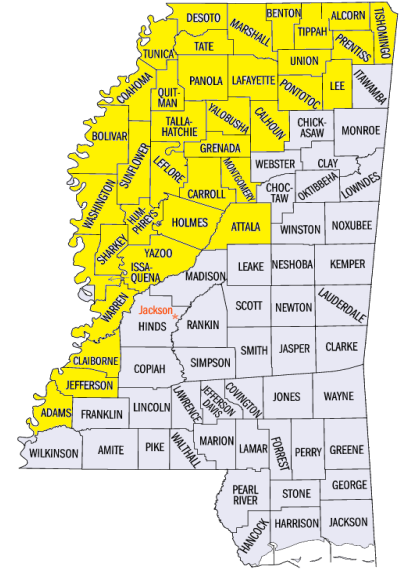 DESOTO
MARSHALL
BENTON
TIPPAH
ALCORN
TISHOMINGO
PRENTISS
TUNICA
TATE
UNION
COAHOMA
PANOLA
LAFAYETTE
PONTOTOC
LEE
ITAWAMBA
QUIT-
MAN
YALOBUSHA
CALHOUN
BOLIVAR
TALLA-
HATCHIE
CHICK-
ASAW
MONROE
GRENADA
SUNFLOWER
LEFLORE
MONTGOMERY
WEBSTER
CLAY
WASHINGTON
CARROLL
CHOC-
TAW
OKTIBBEHA
LOWNDES
HUM-
PHREYS
HOLMES
ATTALA
WINSTON
NOXUBEE
SHARKEY
YAZOO
ISSA-
QUENA
MADISON
LEAKE
NESHOBA
KEMPER
WARREN
Jackson
HINDS
RANKIN
SCOTT
NEWTON
LAUDERDALE
CLAIBORNE
COPIAH
SIMPSON
SMITH
JASPER
CLARKE
JEFFERSON
ADAMS
FRANKLIN
LINCOLN
LAWRENCE
JEFFERSON
DAVIS
COVINGTON
JONES
WAYNE
WILKINSON
AMITE
PIKE
WALTHALL
MARION
LAMAR
FORREST
PERRY
GREENE
PEARL
RIVER
STONE
GEORGE
HANCOCK
HARRISON
JACKSON